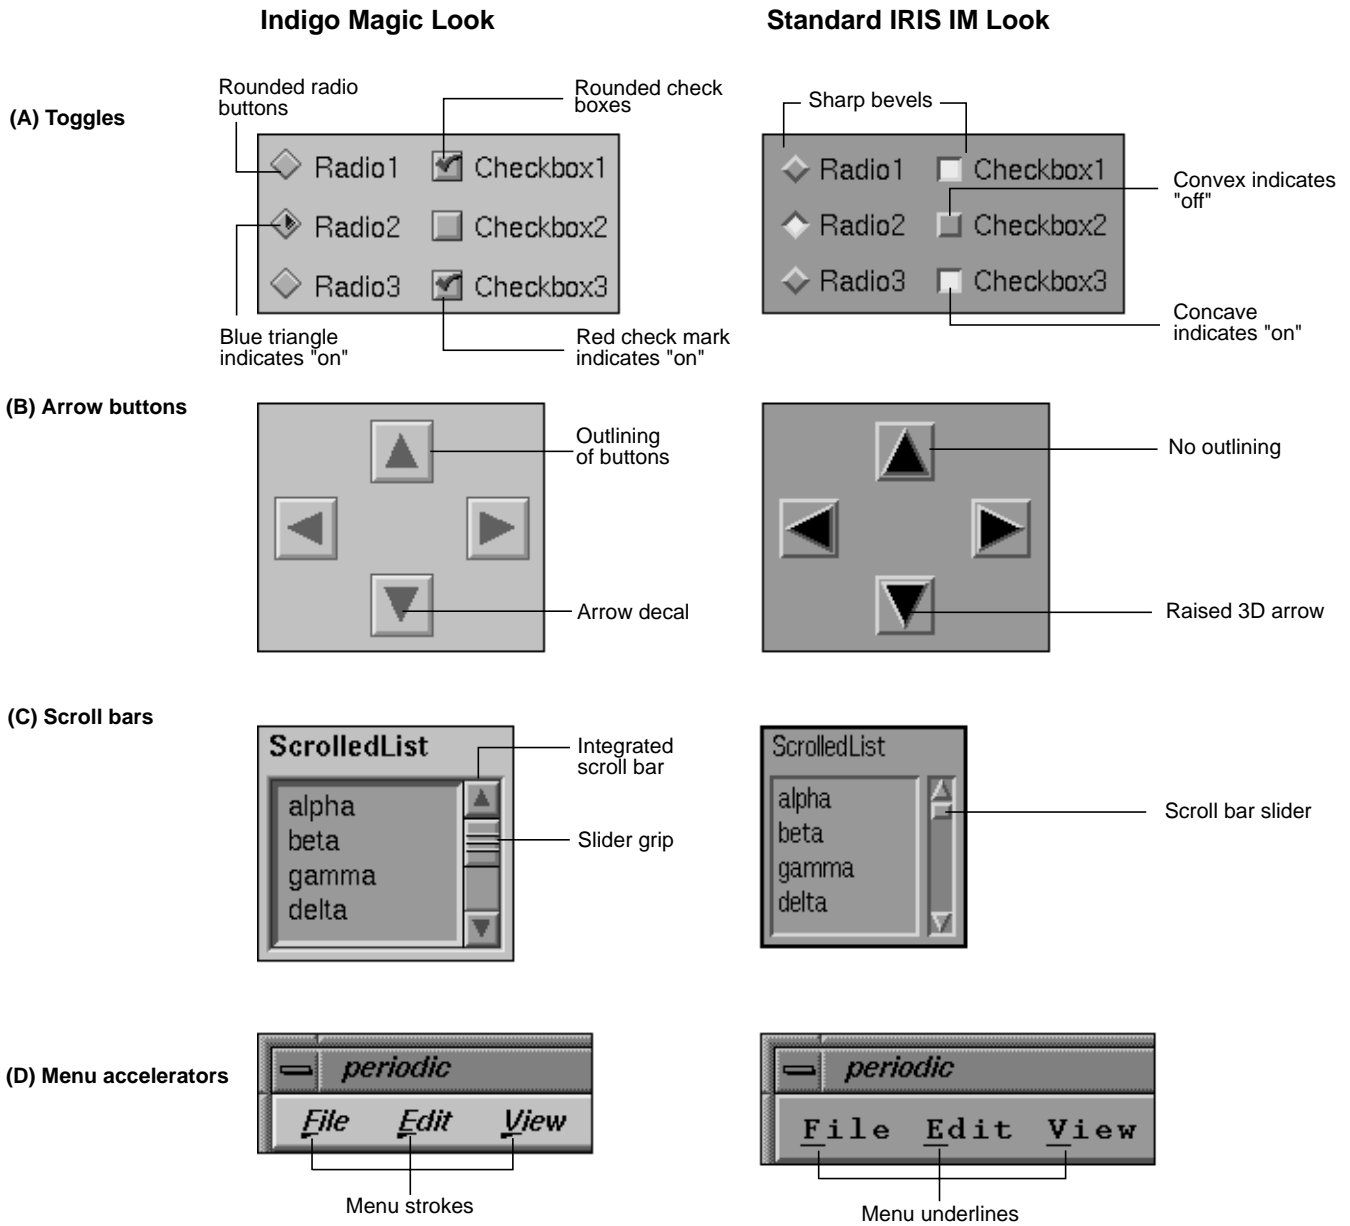 Indigo Magic Look
Standard IRIS IM Look
(A) Toggles
Rounded radio
buttons
Rounded check
boxes
Radio1
Checkbox1
Radio2
Checkbox2
Radio3
Checkbox3
Blue triangle
indicates "on"
Red check mark
indicates "on"
Sharp bevels
Radio1
Checkbox1
Radio2
Checkbox2
Radio3
Checkbox3
Convex indicates
"off"
Concave
indicates "on"
(B) Arrow buttons
Outlining
of buttons
Arrow decal
No outlining
Raised 3D arrow
(C) Scroll bars
ScrolledList
alpha
beta
gamma
delta
Integrated
scroll bar
Slider grip
ScrolledList
alpha
beta
gamma
delta
Scroll bar slider
(D) Menu accelerators
periodic
File Edit View
Menu strokes
periodic
File Edit View
Menu underlines